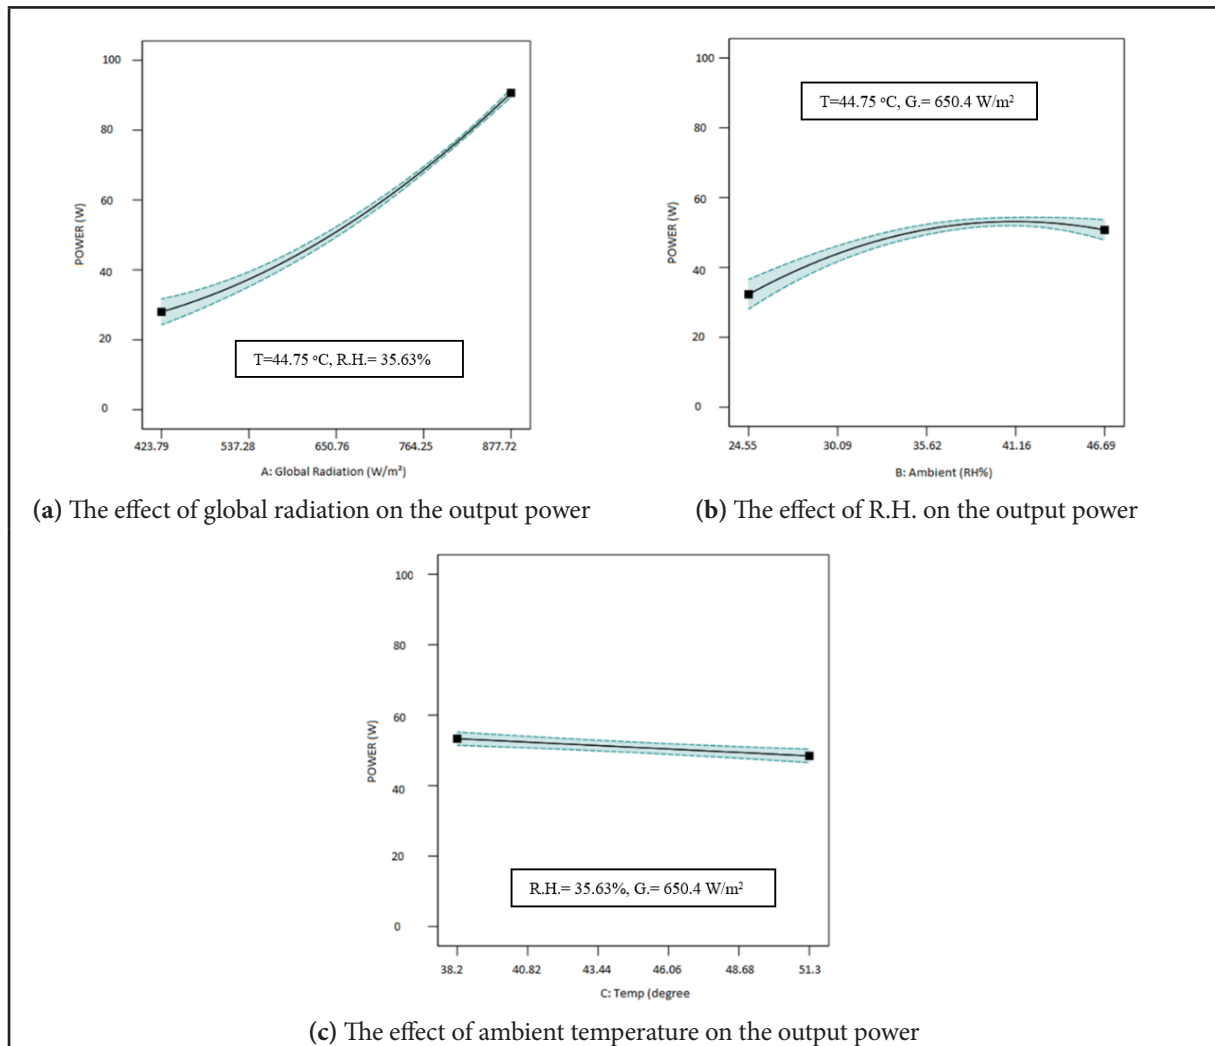 100
80
60
40
20
0
POWER (W)
T=44.75 ºC, R.H.= 35.63%
423.79 537.28 650.76 764.25 877.72
A: Global Radiation (W/m²)
(a) The effect of global radiation on the output power
100
80
60
40
20
0
POWER (W)
T=44.75 ºC, G.= 650.4 W/m²
24.55 30.09 35.62 41.16 46.69
B: Ambient (RH%)
(b) The effect of R.H. on the output power
100
80
60
40
20
0
POWER (W)
R.H.= 35.63%, G.= 650.4 W/m²
38.2 40.82 43.44 46.06 48.68 51.3
C: Temp (degree
(c) The effect of ambient temperature on the output power